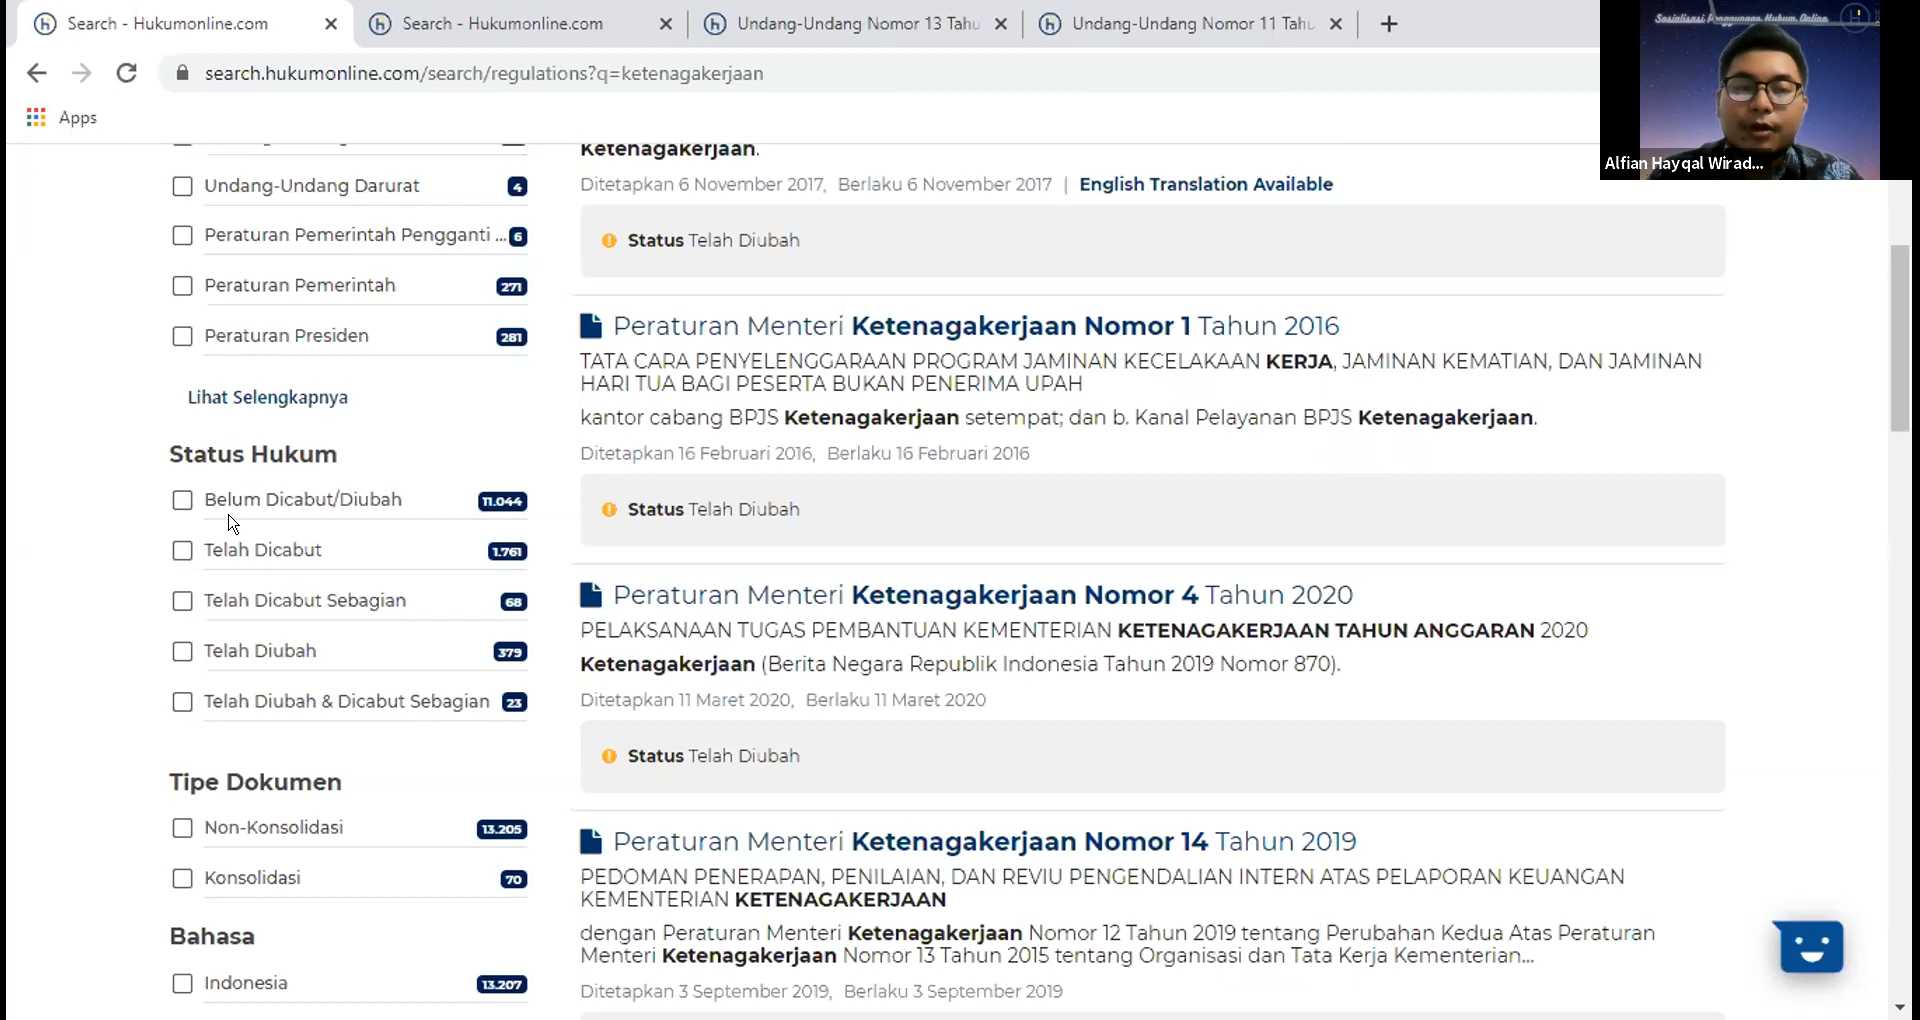 Search - Hukumonline.com
Search - Hukumonline.com
Undang-Undang Nomor 13 Tahu
Undang-Undang Nomor 11 Tahu
search.hukumonline.com/search/regulations?q=ketenagakerjaan
Apps
Sosialisasi Penggunaan Hukum Online
Alfian Hayqal Wirad...
Undang-Undang Darurat 4
Peraturan Pemerintah Pengganti ... 6
Peraturan Pemerintah 271
Peraturan Presiden 281
Lihat Selengkapnya
Status Hukum
Belum Dicabut/Diubah 11.044
Telah Dicabut 1.761
Telah Dicabut Sebagian 68
Telah Diubah 379
Telah Diubah & Dicabut Sebagian 23
Tipe Dokumen
Non-Konsolidasi 13.205
Konsolidasi 70
Bahasa
Indonesia 13.207
Ketenagakerjaan.
Ditetapkan 6 November 2017, Berlaku 6 November 2017 | English Translation Available
Status Telah Diubah
Peraturan Menteri Ketenagakerjaan Nomor 1 Tahun 2016
TATA CARA PENYELENGGARAAN PROGRAM JAMINAN KECELAKAAN KERJA, JAMINAN KEMATIAN, DAN JAMINAN
HARI TUA BAGI PESERTA BUKAN PENERIMA UPAH
kantor cabang BPJS Ketenagakerjaan setempat; dan b. Kanal Pelayanan BPJS Ketenagakerjaan.
Ditetapkan 16 Februari 2016, Berlaku 16 Februari 2016
Status Telah Diubah
Peraturan Menteri Ketenagakerjaan Nomor 4 Tahun 2020
PELAKSANAAN TUGAS PEMBANTUAN KEMENTERIAN KETENAGAKERJAAN TAHUN ANGGARAN 2020
Ketenagakerjaan (Berita Negara Republik Indonesia Tahun 2019 Nomor 870).
Ditetapkan 11 Maret 2020, Berlaku 11 Maret 2020
Status Telah Diubah
Peraturan Menteri Ketenagakerjaan Nomor 14 Tahun 2019
PEDOMAN PENERAPAN, PENILAIAN, DAN REVIU PENGENDALIAN INTERN ATAS PELAPORAN KEUANGAN
KEMENTERIAN KETENAGAKERJAAN
dengan Peraturan Menteri Ketenagakerjaan Nomor 12 Tahun 2019 tentang Perubahan Kedua Atas Peraturan
Menteri Ketenagakerjaan Nomor 13 Tahun 2015 tentang Organisasi dan Tata Kerja Kementerian...
Ditetapkan 3 September 2019, Berlaku 3 September 2019